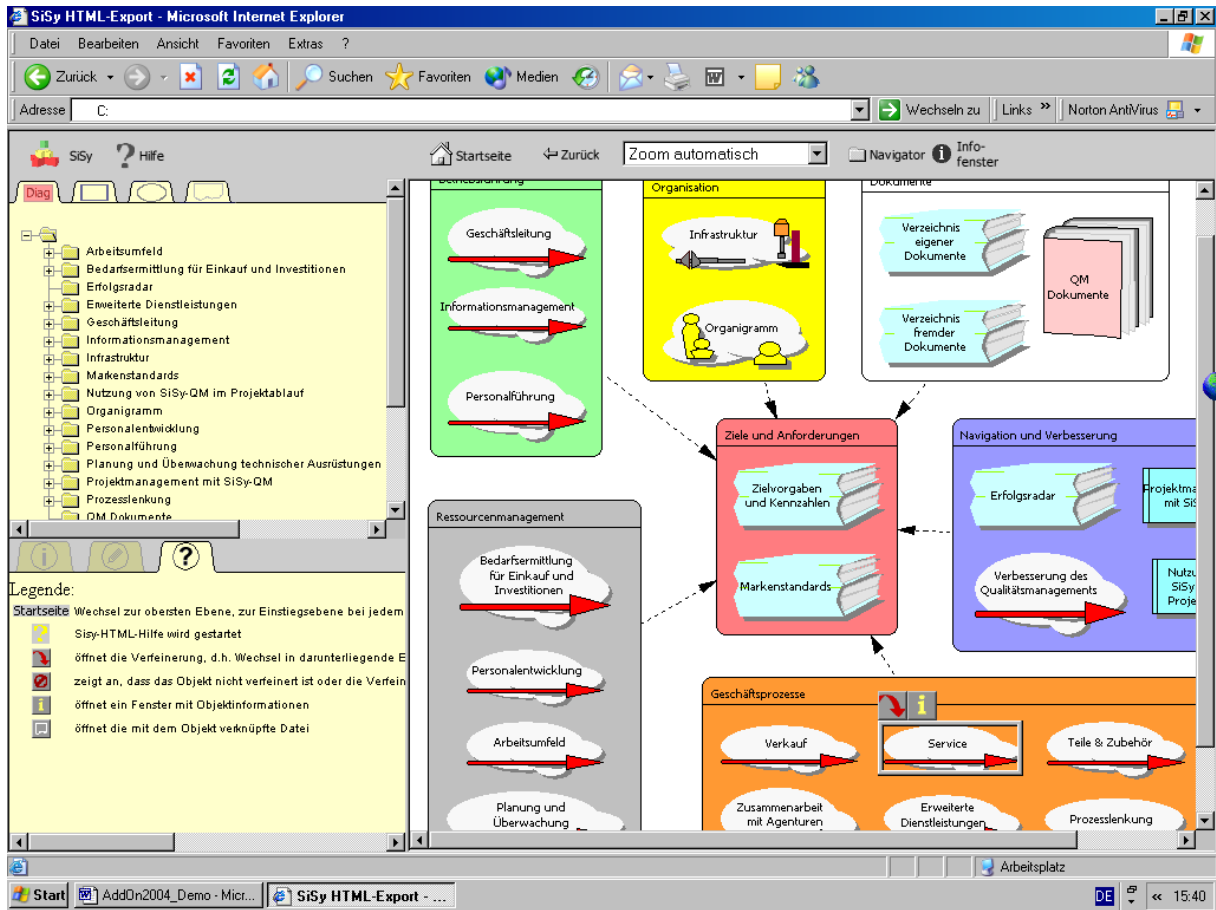 SiSy HTML-Export - Microsoft Internet Explorer
Datei Bearbeiten Ansicht Favoriten Extras ?
Zurück Suchen Favoriten Medien
Adresse C: Wechseln zu Links » Norton AntiVirus
SiSy ? Hilfe Startseite Zurück Zoom automatisch Navigator Info-
fenster
Diag
Arbeitsumfeld
Bedarfsermittlung für Einkauf und Investitionen
Erfolgsradar
Erweiterte Dienstleistungen
Geschäftsleitung
Informationsmanagement
Infrastruktur
Markenstandards
Nutzung von SiSy-QM im Projektablauf
Organigramm
Personalentwicklung
Personalführung
Planung und Überwachung technischer Ausrüstungen
Projektmanagement mit SiSy-QM
Prozesslenkung
QM Dokumente
Legende:
Startseite Wechsel zur obersten Ebene, zur Einstiegsebene bei jedem
? Sisy-HTML-Hilfe wird gestartet
öffnet die Verfeinerung, d.h. Wechsel in darunterliegende E
zeigt an, dass das Objekt nicht verfeinert ist oder die Verfein
i öffnet ein Fenster mit Objektinformationen
öffnet die mit dem Objekt verknüpfte Datei
Betriebsführung
Geschäftsleitung
Informationsmanagement
Personalführung
Organisation
Infrastruktur
Organigramm
Dokumente
Verzeichnis
eigener
Dokumente
QM
Dokumente
Verzeichnis
fremder
Dokumente
Ziele und Anforderungen
Zielvorgaben
und Kennzahlen
Markenstandards
Navigation und Verbesserung
Erfolgsradar
Projektma
mit SiS
Verbesserung des
Qualitätsmanagements
Nutzu
SiSy
Proje
Ressourcenmanagement
Bedarfsermittlung
für Einkauf und
Investitionen
Personalentwicklung
Arbeitsumfeld
Planung und
Überwachung
Geschäftsprozesse
i
Verkauf
Service
Teile & Zubehör
Zusammenarbeit
mit Agenturen
Erweiterte
Dienstleistungen
Prozesslenkung
Arbeitsplatz
Start AddOn2004_Demo - Micr... SiSy HTML-Export - ... DE « 15:40